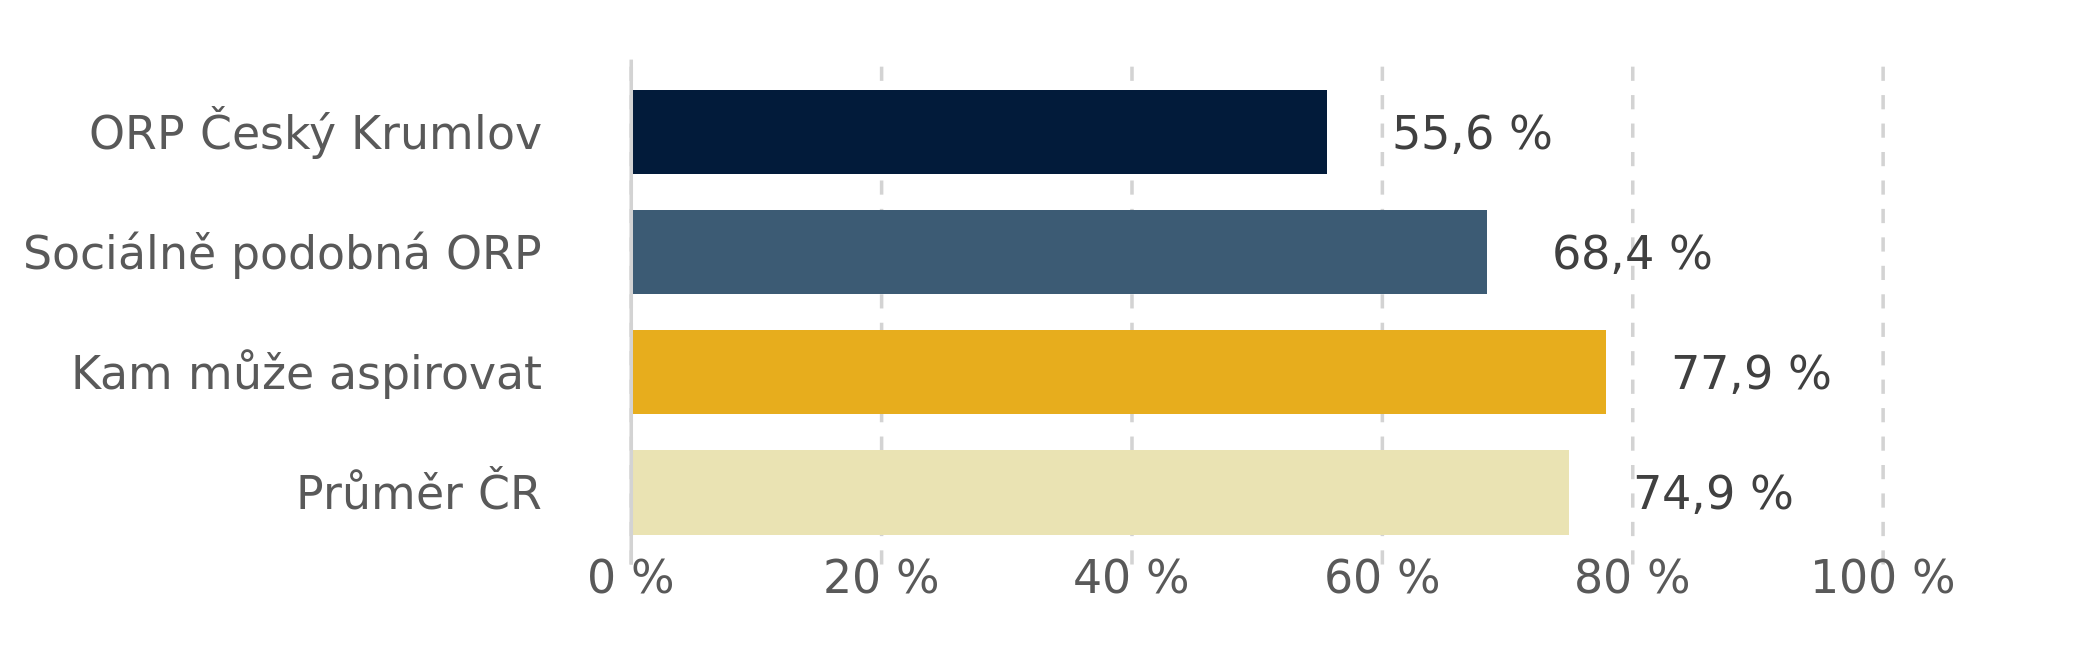 ORP Český Krumlov 55,6 %
Sociálně podobná ORP 68,4 %
Kam může aspirovat 77,9 %
Průměr ČR 74,9 %
0 % 20 % 40 % 60 % 80 % 100 %